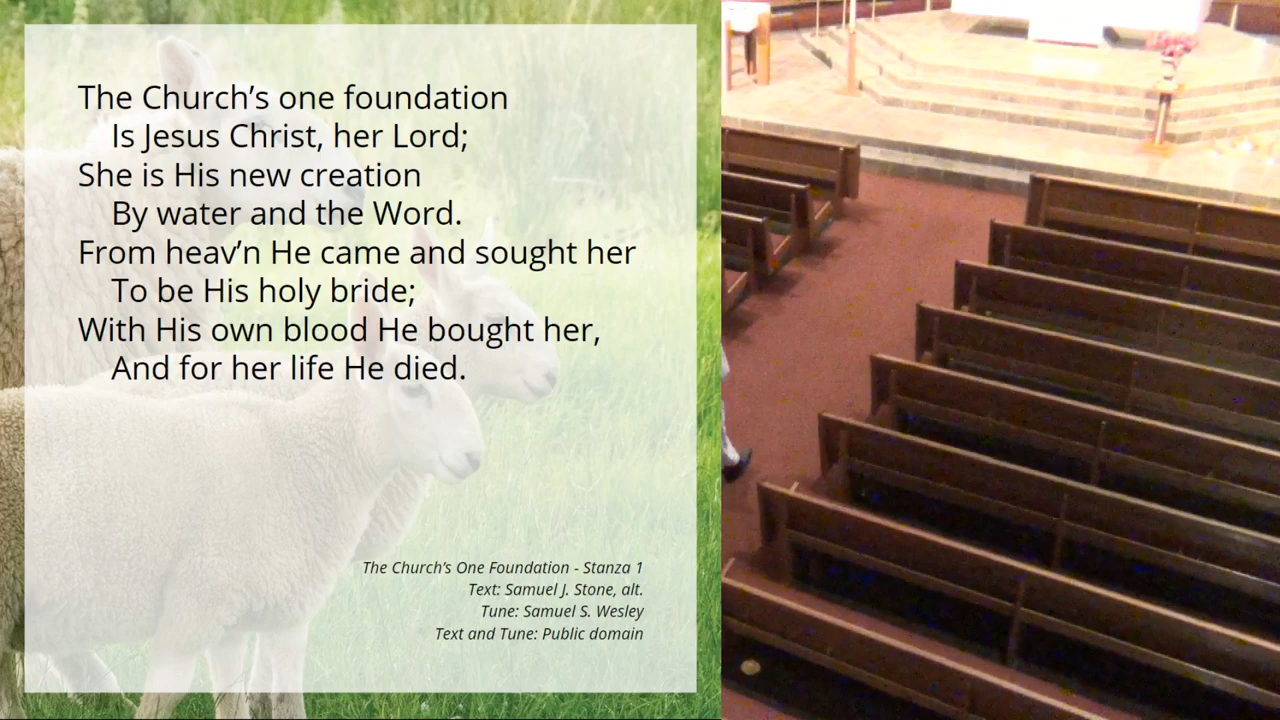 The Church’s one foundation
Is Jesus Christ, her Lord;
She is His new creation
By water and the Word.
From heav’n He came and sought her
To be His holy bride;
With His own blood He bought her,
And for her life He died.
The Church’s One Foundation - Stanza 1
Text: Samuel J. Stone, alt.
Tune: Samuel S. Wesley
Text and Tune: Public domain